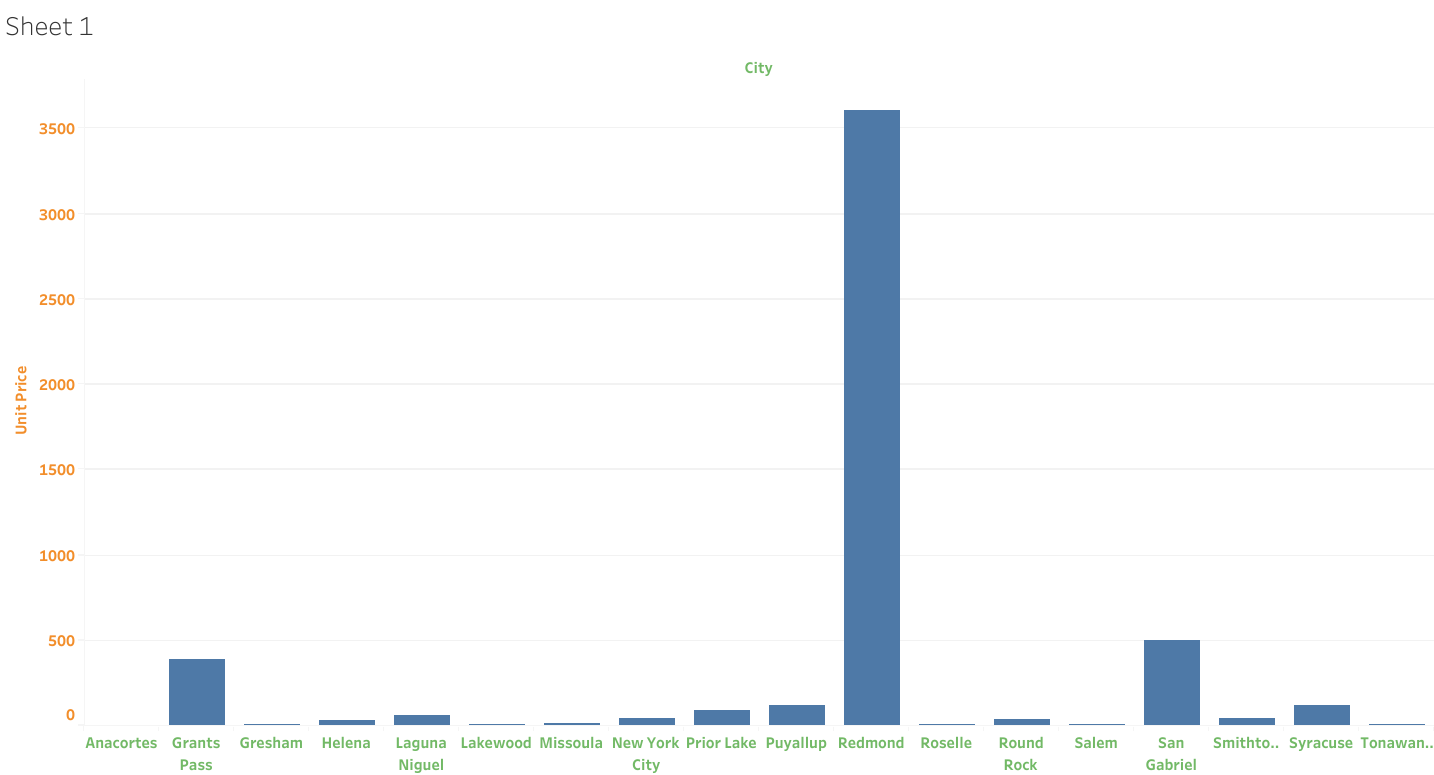 Sheet 1
City
Unit Price
3500
3000
2500
2000
1500
1000
500
0
Anacortes
Grants
Pass
Gresham
Helena
Laguna
Niguel
Lakewood
Missoula
New York
City
Prior Lake
Puyallup
Redmond
Roselle
Round
Rock
Salem
San
Gabriel
Smithto..
Syracuse
Tonawan..